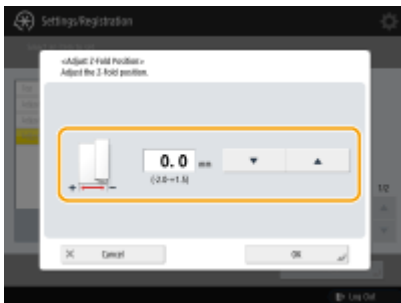 Settings/Registration
<Adjust Z-Fold Position>
Adjust the Z-fold position.
0.0 mm
(-2.0~+1.5)
+ -
1/2
Cancel
OK
Log Out